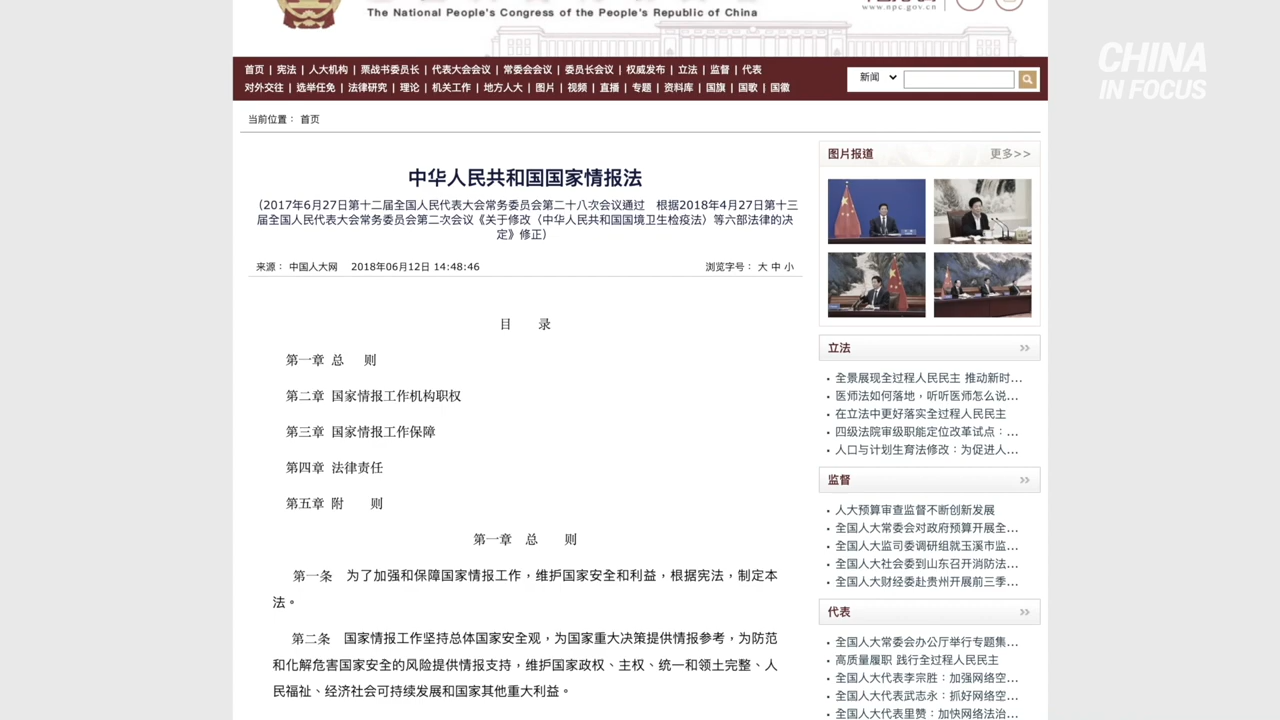 The National People's Congress of the People's Republic of China
www.npc.gov.cn
CHINA
IN FOCUS
首页 | 宪法 | 人大机构 | 栗战书委员长 | 代表大会会议 | 常委会会议 | 委员长会议 | 权威发布 | 立法 | 监督 | 代表
对外交往 | 选举任免 | 法律研究 | 理论 | 机关工作 | 地方人大 | 图片 | 视频 | 直播 | 专题 | 资料库 | 国旗 | 国歌 | 国徽
新闻
当前位置： 首页
中华人民共和国国家情报法
(2017年6月27日第十二届全国人民代表大会常务委员会第二十八次会议通过　根据2018年4月27日第十三
届全国人民代表大会常务委员会第二次会议《关于修改〈中华人民共和国国境卫生检疫法〉等六部法律的决
定》修正)
来源： 中国人大网 2018年06月12日 14:48:46
浏览字号： 大 中 小
目　　录
第一章 总　 则
第二章 国家情报工作机构职权
第三章 国家情报工作保障
第四章 法律责任
第五章 附　　则
第一章　总　　则
第一条　为了加强和保障国家情报工作，维护国家安全和利益，根据宪法，制定本
法。
第二条　国家情报工作坚持总体国家安全观，为国家重大决策提供情报参考，为防范
和化解危害国家安全的风险提供情报支持，维护国家政权、主权、统一和领土完整、人
民福祉、经济社会可持续发展和国家其他重大利益。
图片报道
更多>>
立法
全景展现全过程人民民主 推动新时...
医师法如何落地，听听医师怎么说...
在立法中更好落实全过程人民民主
四级法院审级职能定位改革试点：...
人口与计划生育法修改：为促进人...
监督
人大预算审查监督不断创新发展
全国人大常委会对政府预算开展全...
全国人大监司委调研组就玉溪市监...
全国人大社会委到山东召开消防法...
全国人大财经委赴贵州开展前三季...
代表
全国人大常委会办公厅举行专题集...
高质量履职 践行全过程人民民主
全国人大代表李宗胜：加强网络空...
全国人大代表武志永：抓好网络空...
全国人大代表里赞：加快网络法治...